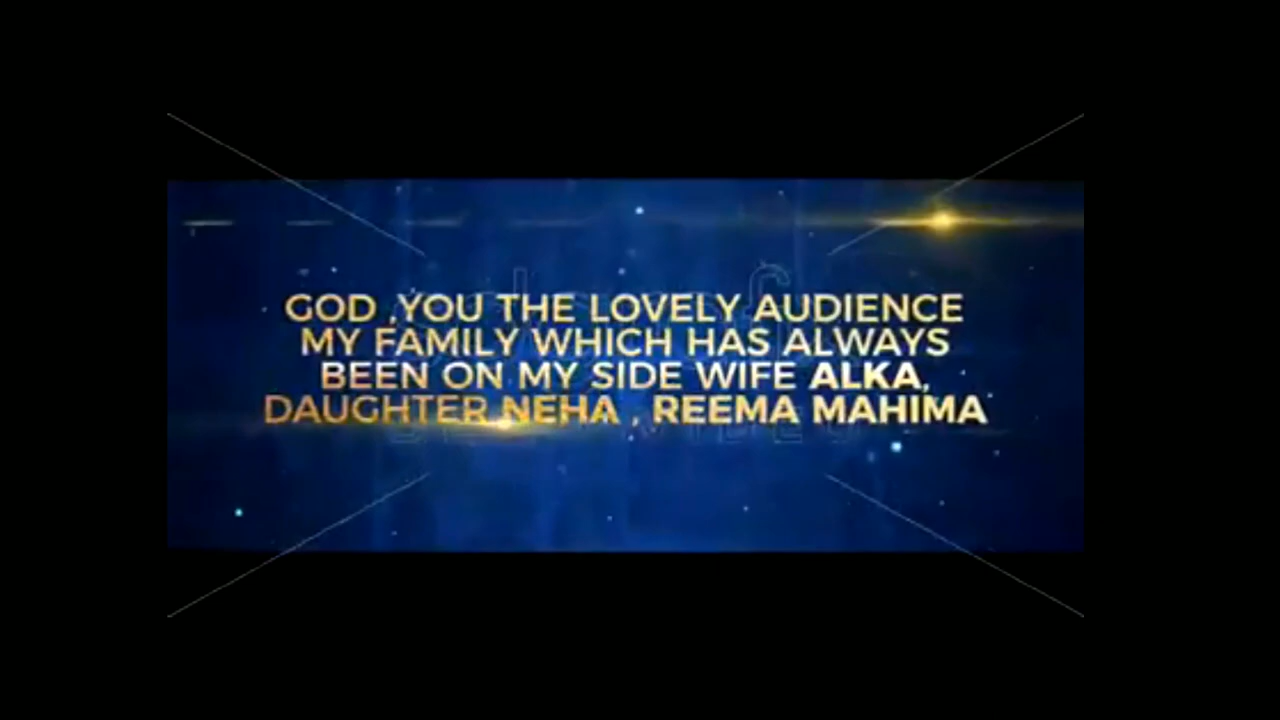 GOD ,YOU THE LOVELY AUDIENCE
MY FAMILY WHICH HAS ALWAYS
BEEN ON MY SIDE WIFE ALKA,
DAUGHTER NEHA , REEMA MAHIMA